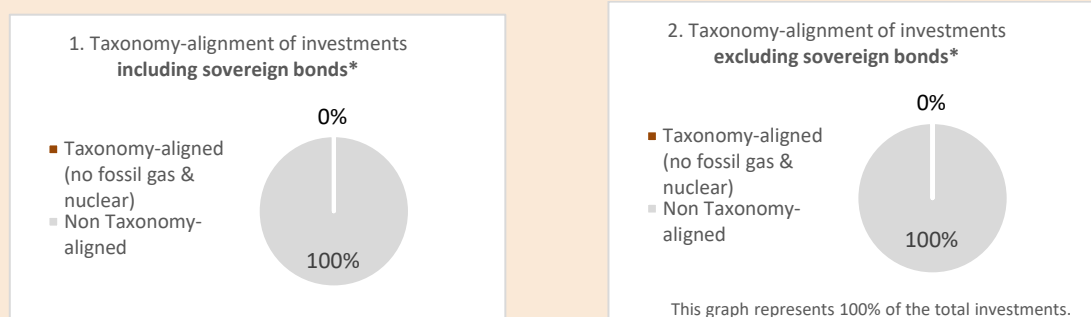 1. Taxonomy-alignment of investments
including sovereign bonds*
0%
Taxonomy-aligned
(no fossil gas &
nuclear)
Non Taxonomy-
aligned
100%
2. Taxonomy-alignment of investments
excluding sovereign bonds*
0%
Taxonomy-aligned
(no fossil gas &
nuclear)
Non Taxonomy-
aligned
100%
This graph represents 100% of the total investments.